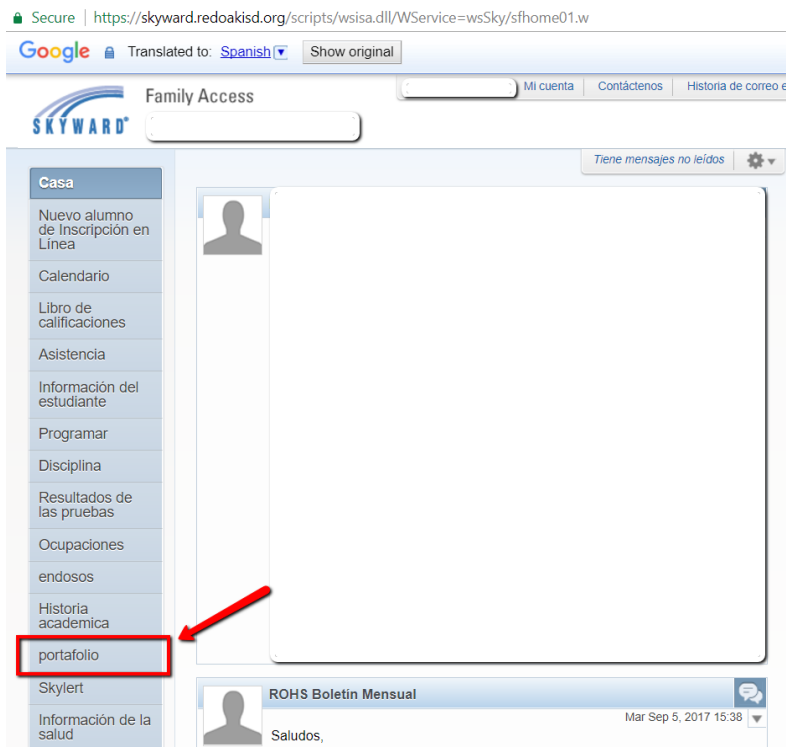 Secure | https://skyward.redoakisd.org/scripts/wsisa.dll/WService=wsSky/sfhome01.w
Google Translated to: Spanish Show original
Mi cuenta Contáctenos Historia de correo e
SKYWARD® Family Access
Tiene mensajes no leídos
Casa
Nuevo alumno
de Inscripción en
Línea
Calendario
Libro de
calificaciones
Asistencia
Información del
estudiante
Programar
Disciplina
Resultados de
las pruebas
Ocupaciones
endosos
Historia
academica
portafolio
Skylert
Información de la
salud
ROHS Boletín Mensual
Mar Sep 5, 2017 15:38
Saludos,